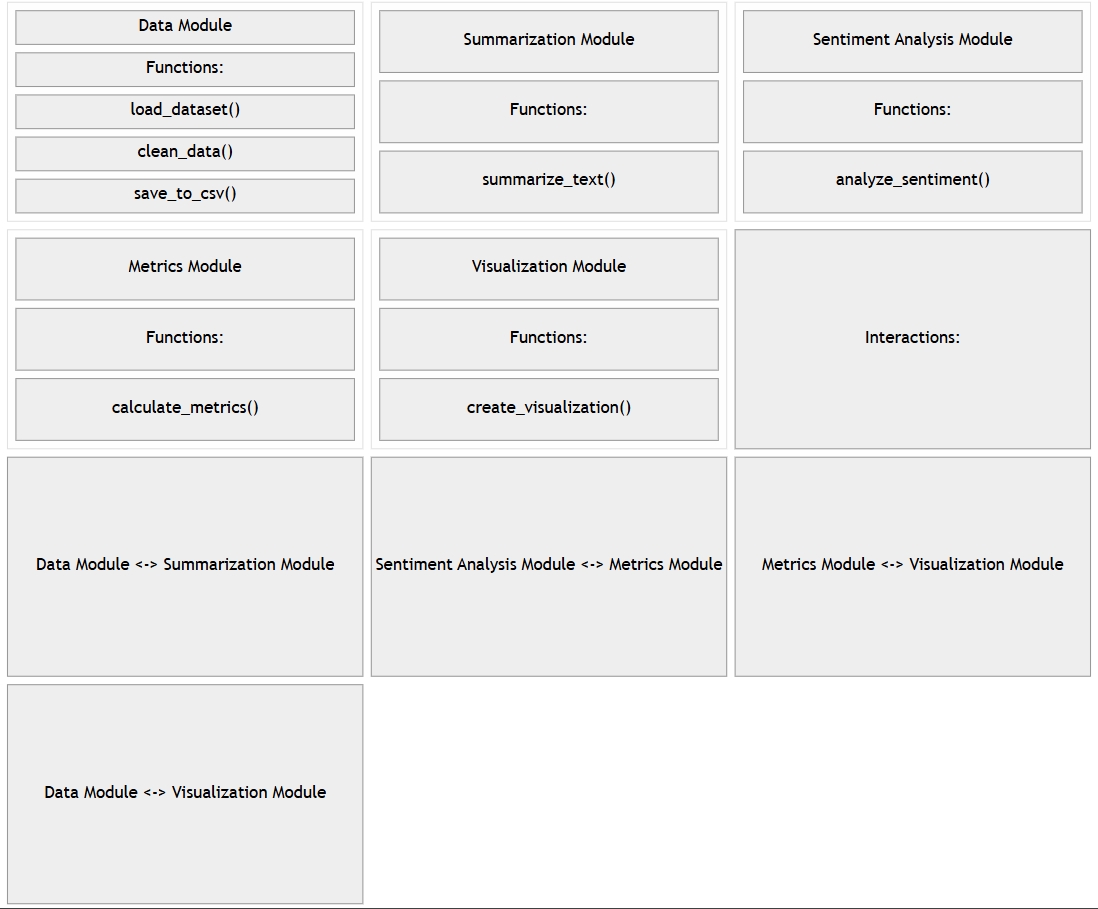 Data Module
Functions:
load_dataset()
clean_data()
save_to_csv()
Summarization Module
Functions:
summarize_text()
Sentiment Analysis Module
Functions:
analyze_sentiment()
Metrics Module
Functions:
calculate_metrics()
Visualization Module
Functions:
create_visualization()
Interactions:
Data Module <-> Summarization Module
Sentiment Analysis Module <-> Metrics Module
Metrics Module <-> Visualization Module
Data Module <-> Visualization Module